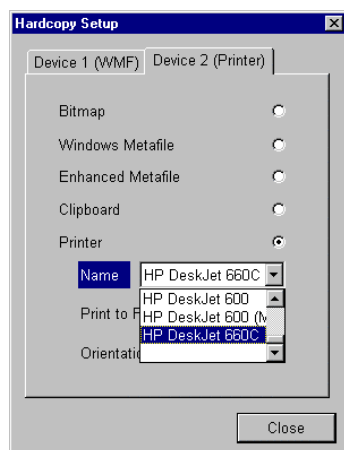 Hardcopy Setup
Device 1 (WMF) Device 2 (Printer)
Bitmap
Windows Metafile
Enhanced Metafile
Clipboard
Printer
Name HP DeskJet 660C
HP DeskJet 600
Print to F HP DeskJet 600 (M
HP DeskJet 660C
Orientatio
Close